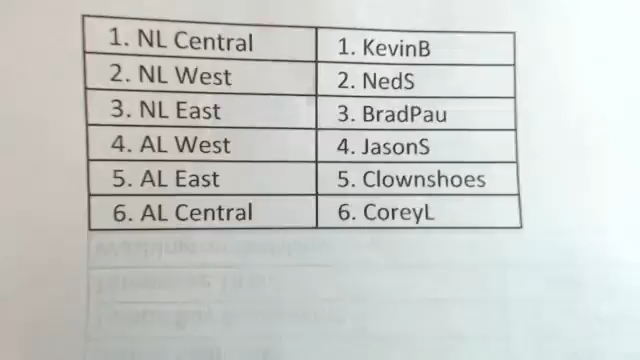 1. NL Central 1. KevinB
2. NL West 2. NedS
3. NL East 3. BradPau
4. AL West 4. JasonS
5. AL East 5. Clownshoes
6. AL Central 6. CoreyL